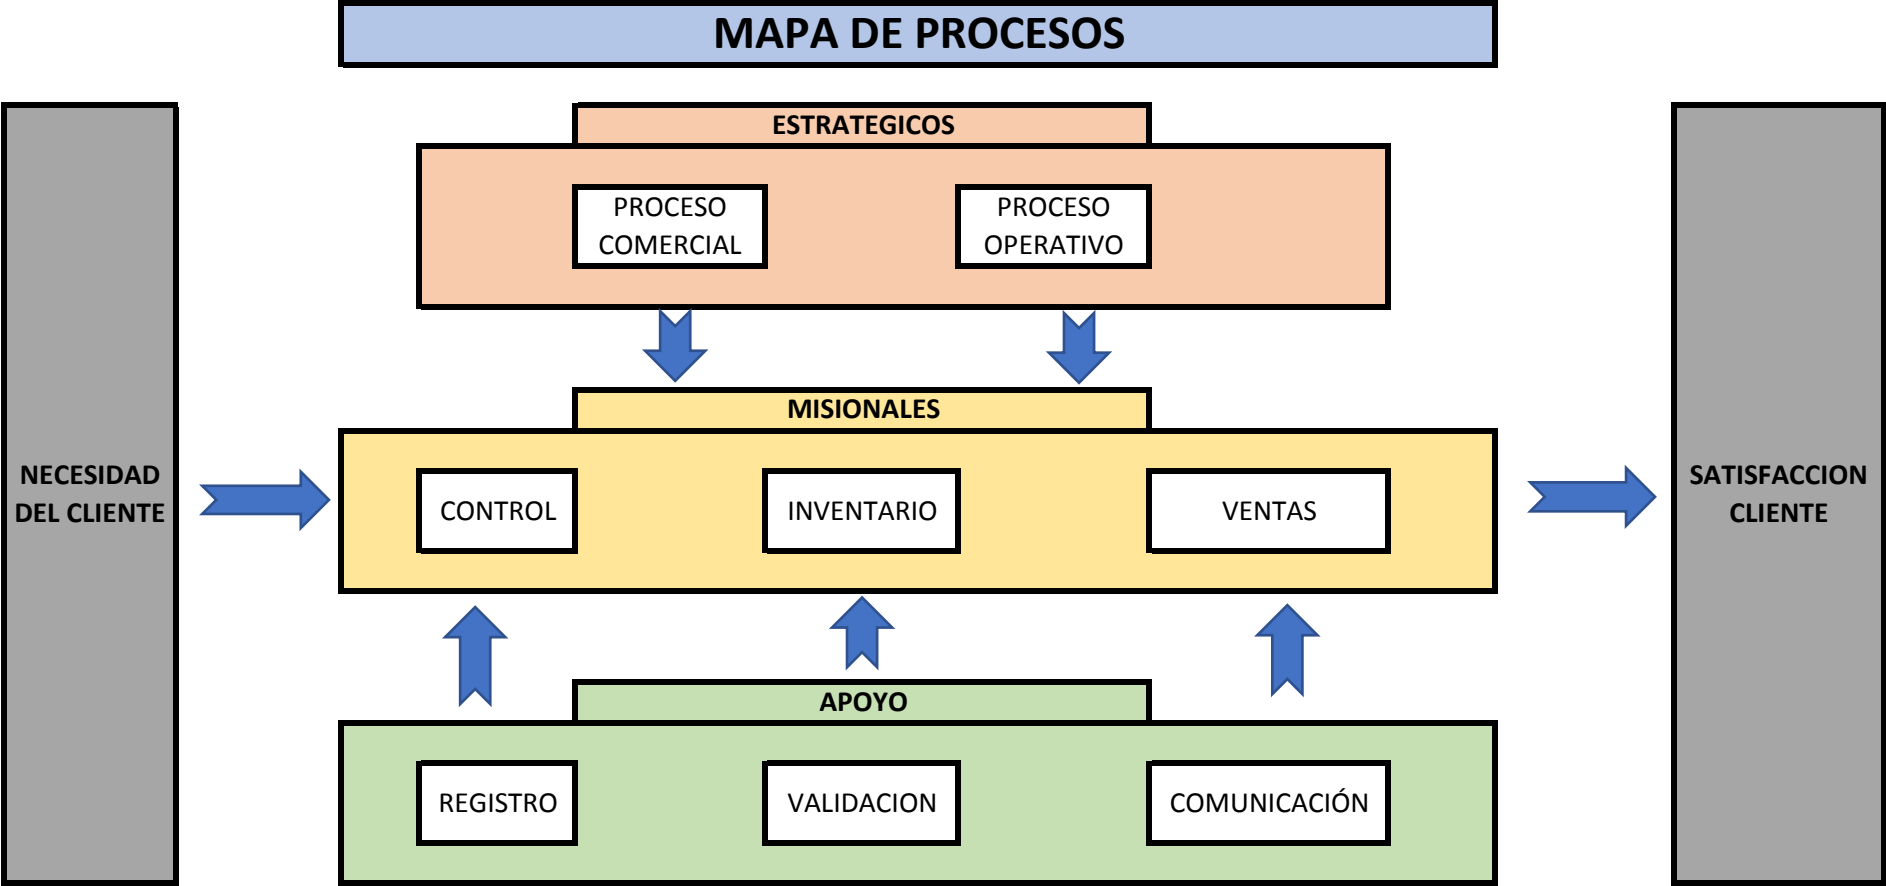 MAPA DE PROCESOS
ESTRATEGICOS
PROCESO
COMERCIAL
PROCESO
OPERATIVO
MISIONALES
NECESIDAD
DEL CLIENTE
CONTROL
INVENTARIO
VENTAS
SATISFACCION
CLIENTE
APOYO
REGISTRO
VALIDACION
COMUNICACIÓN